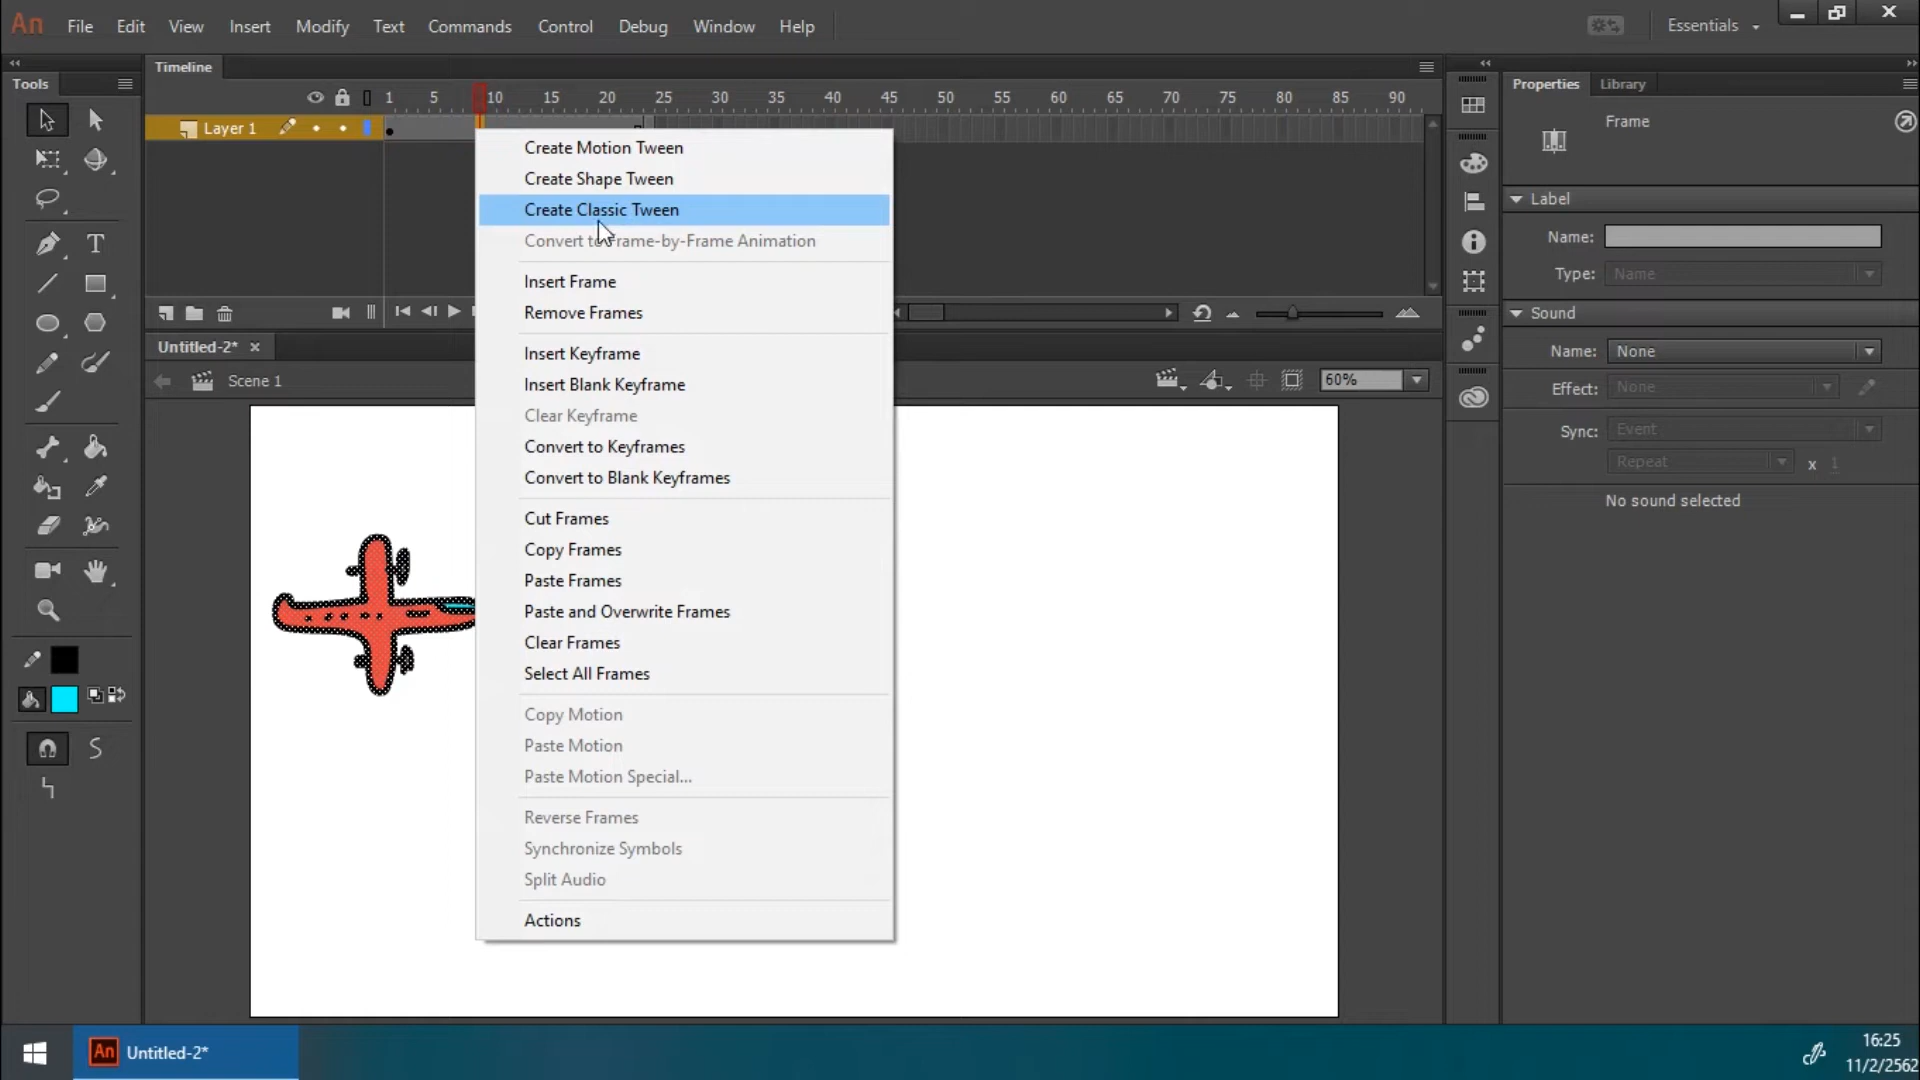 An File Edit View Insert Modify Text Commands Control Debug Window Help Essentials
Tools
Timeline
Properties Library
1 5 10 15 20 25 30 35 40 45 50 55 60 65 70 75 80 85 90
Layer 1
Frame
Create Motion Tween
Create Shape Tween
Create Classic Tween
Convert to Frame-by-Frame Animation
Insert Frame
Remove Frames
Insert Keyframe
Insert Blank Keyframe
Clear Keyframe
Convert to Keyframes
Convert to Blank Keyframes
Cut Frames
Copy Frames
Paste Frames
Paste and Overwrite Frames
Clear Frames
Select All Frames
Copy Motion
Paste Motion
Paste Motion Special...
Reverse Frames
Synchronize Symbols
Split Audio
Actions
Label
Name:
Type: Name
Sound
Name: None
Effect: None
Sync: Event
Repeat x 1
No sound selected
Untitled-2* ×
Scene 1
60%
T
An Untitled-2*
16:25
11/2/2562